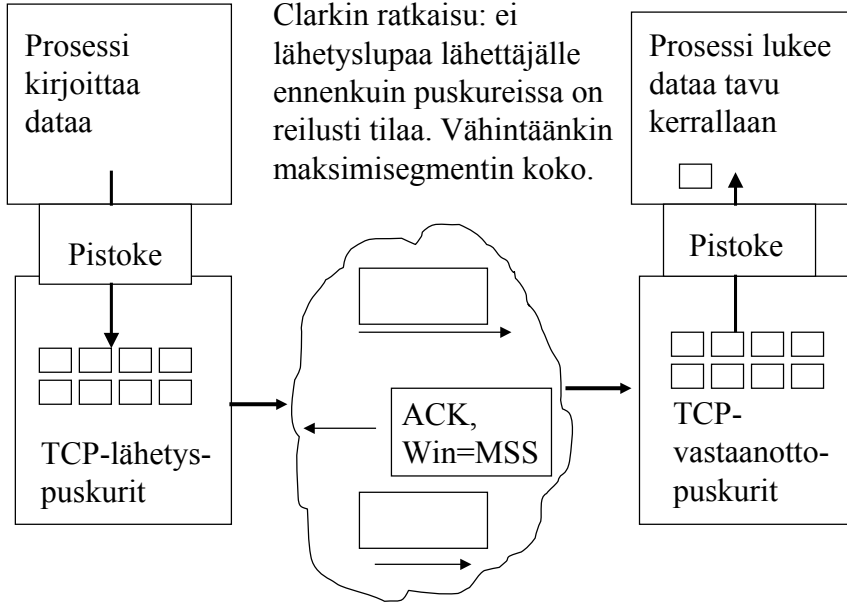 Prosessi
kirjoittaa
dataa
Clarkin ratkaisu: ei
lähetyslupaa lähettäjälle
ennenkuin puskureissa on
reilusti tilaa. Vähintäänkin
maksimisegmentin koko.
Prosessi lukee
dataa tavu
kerrallaan
Pistoke
Pistoke
TCP-lähetys-
puskurit
ACK,
Win=MSS
TCP-
vastaanotto-
puskurit